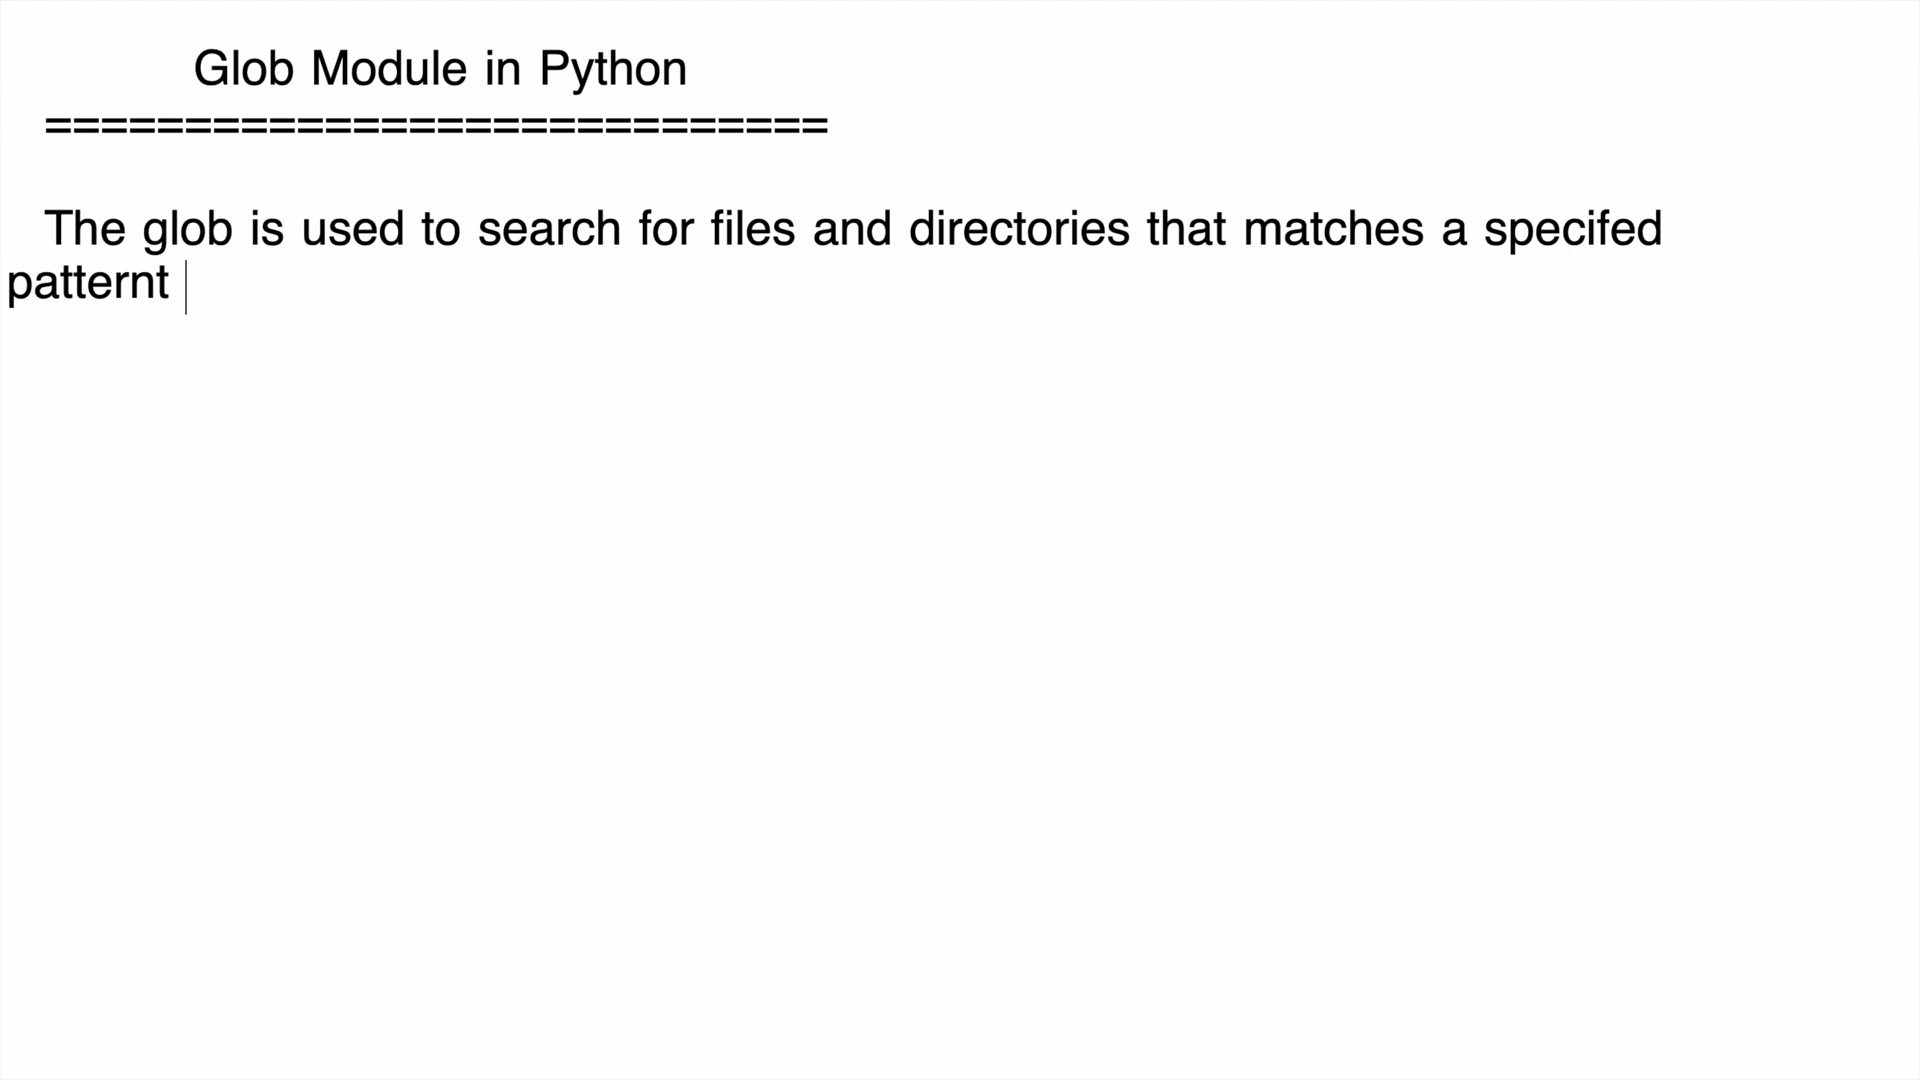 Glob Module in Python
============================
The glob is used to search for files and directories that matches a specifed
patternt